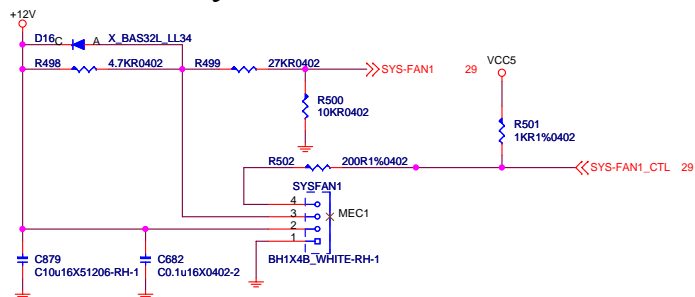 +12V
D16 C A X_BAS32L_LL34
R498 4.7KR0402 R499 27KR0402 SYS-FAN1 29 VCC5
R500
10KR0402
R501
1KR1%0402
R502 200R1%0402 SYS-FAN1_CTL 29
SYSFAN1
4
3 MEC1
2
1
C879
C10u16X51206-RH-1
C682
C0.1u16X0402-2
BH1X4B_WHITE-RH-1